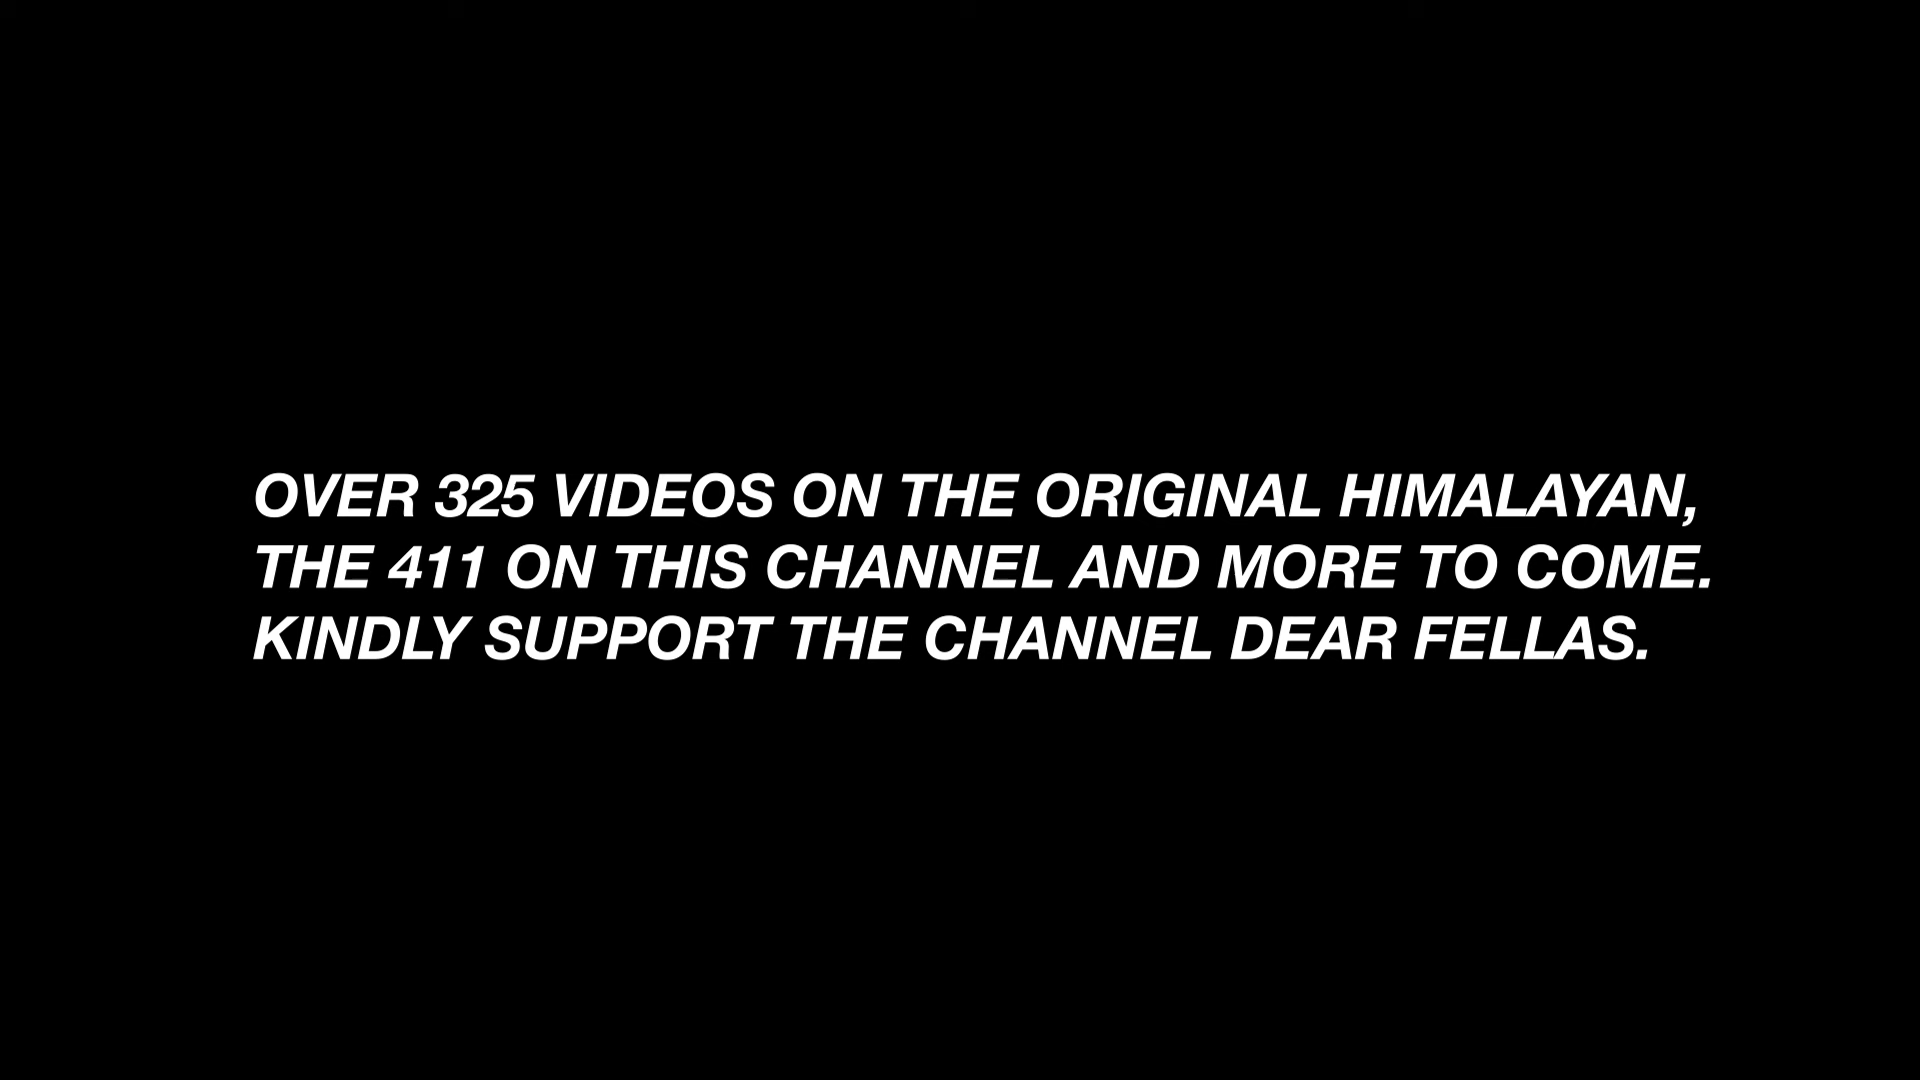 OVER 325 VIDEOS ON THE ORIGINAL HIMALAYAN,
THE 411 ON THIS CHANNEL AND MORE TO COME.
KINDLY SUPPORT THE CHANNEL DEAR FELLAS.